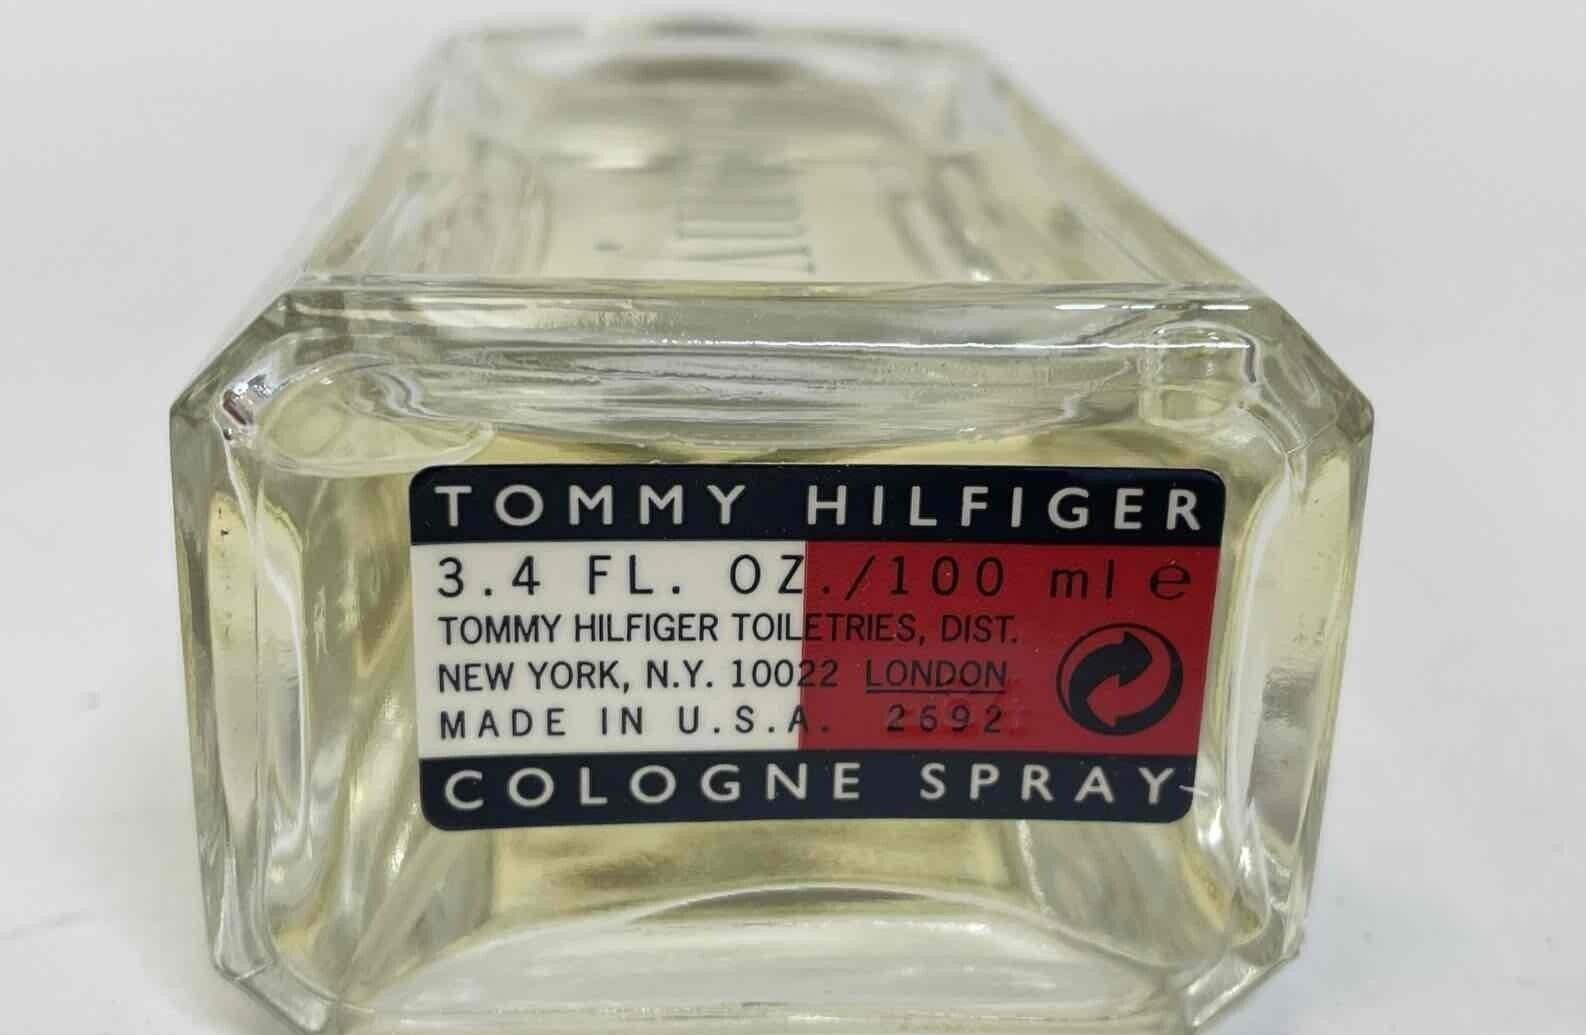 TOMMY HILFIGER
3.4 FL. OZ./100 ml e
TOMMY HILFIGER TOILETRIES, DIST.
NEW YORK, N.Y. 10022 LONDON
MADE IN U.S.A. 2692
COLOGNE SPRAY